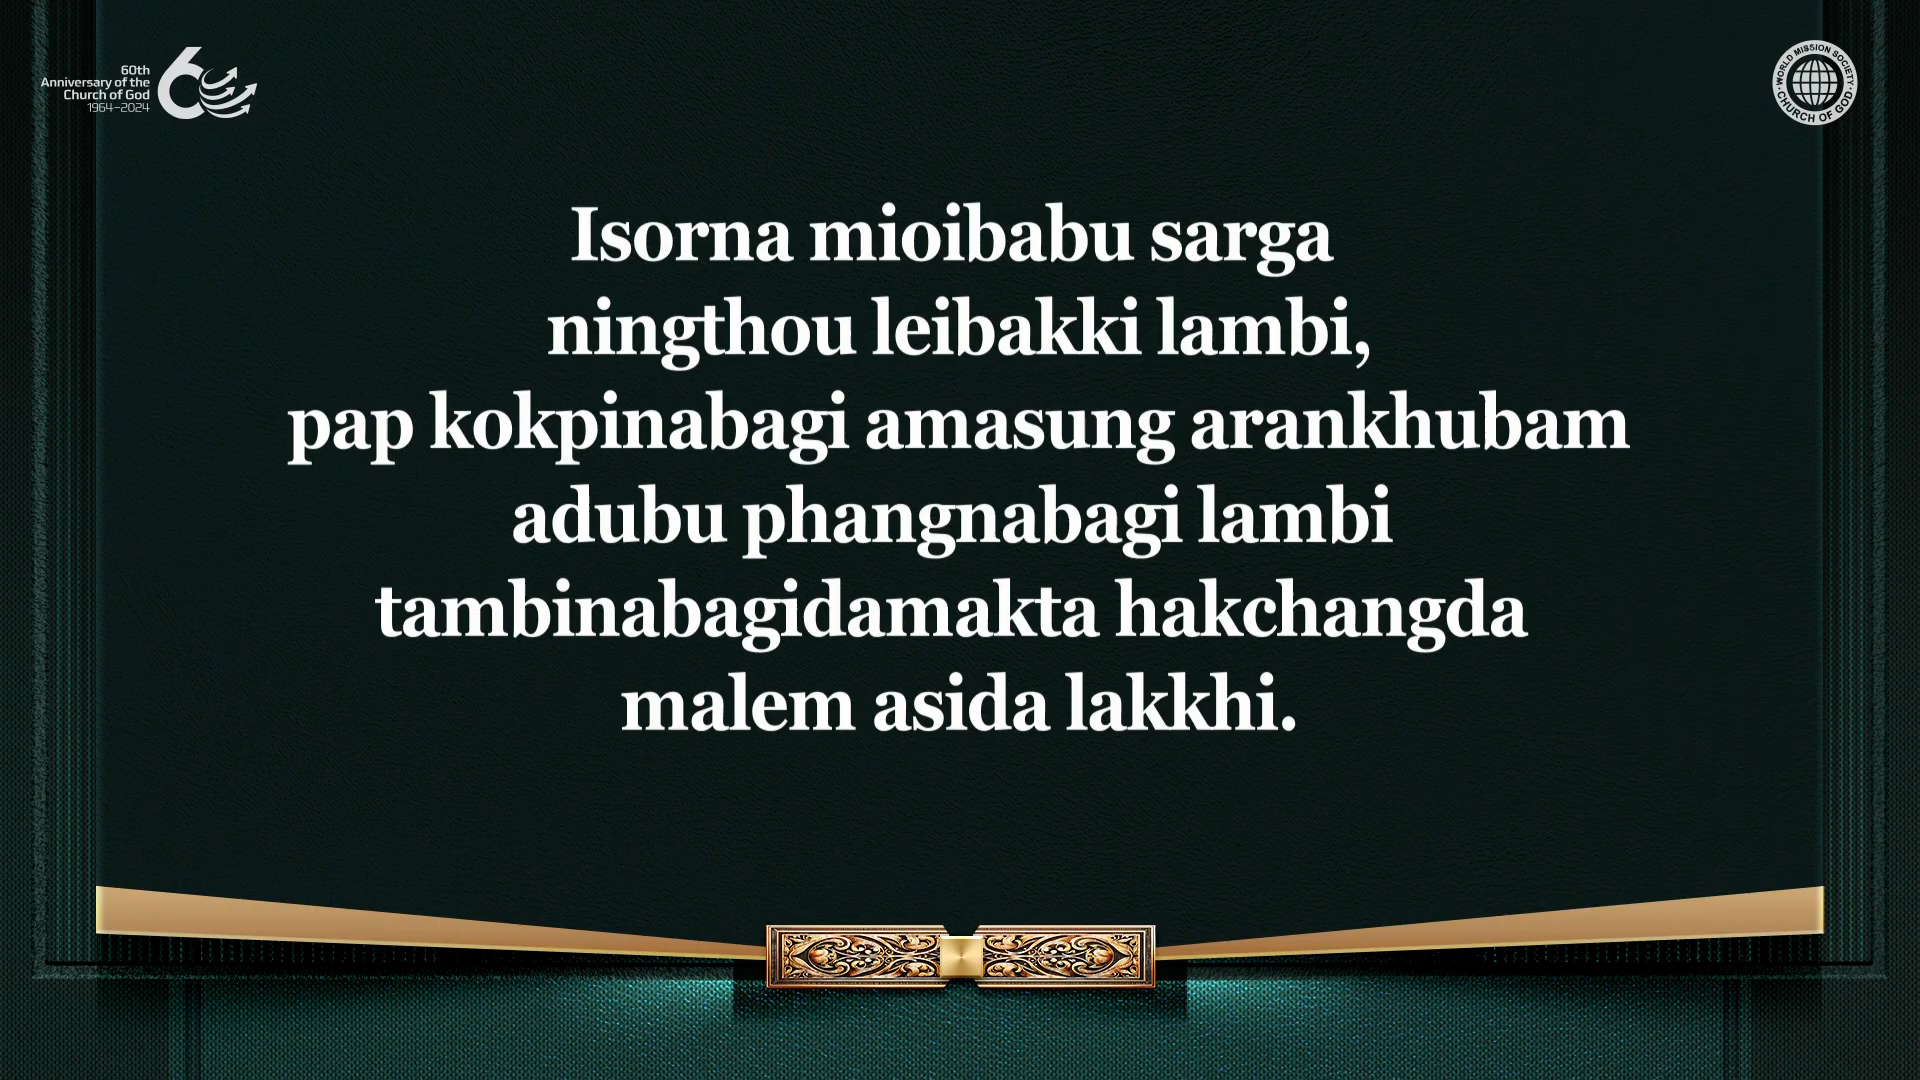 60th
Anniversary of the
Church of God
1964–2024
WORLD MISSION SOCIETY
CHURCH OF GOD
Isorna mioibabu sarga
ningthou leibakki lambi,
pap kokpinabagi amasung arankhubam
adubu phangnabagi lambi
tambinabagidamakta hakchangda
malem asida lakkhi.